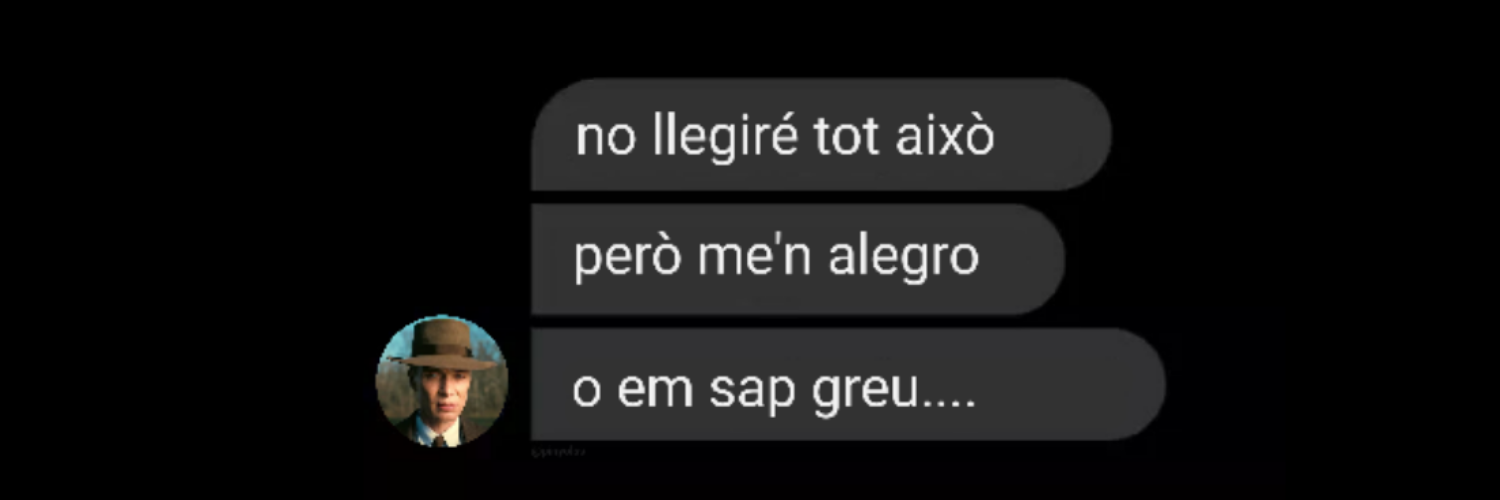 no llegiré tot això
però me'n alegro
o em sap greu....